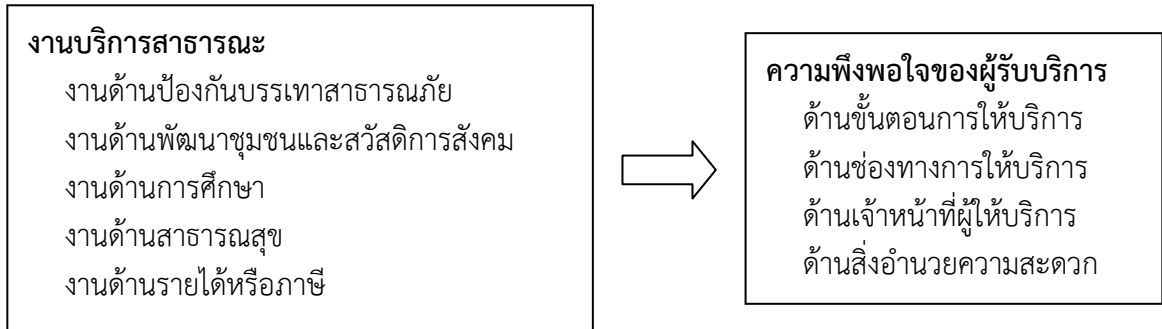 งานบริการสาธารณะ
งานด้านป้องกันบรรเทาสาธารณภัย
งานด้านพัฒนาชุมชนและสวัสดิการสังคม
งานด้านการศึกษา
งานด้านสาธารณสุข
งานด้านรายได้หรือภาษี
ความพึงพอใจของผู้รับบริการ
ด้านขั้นตอนการให้บริการ
ด้านช่องทางการให้บริการ
ด้านเจ้าหน้าที่ผู้ให้บริการ
ด้านสิ่งอำนวยความสะดวก